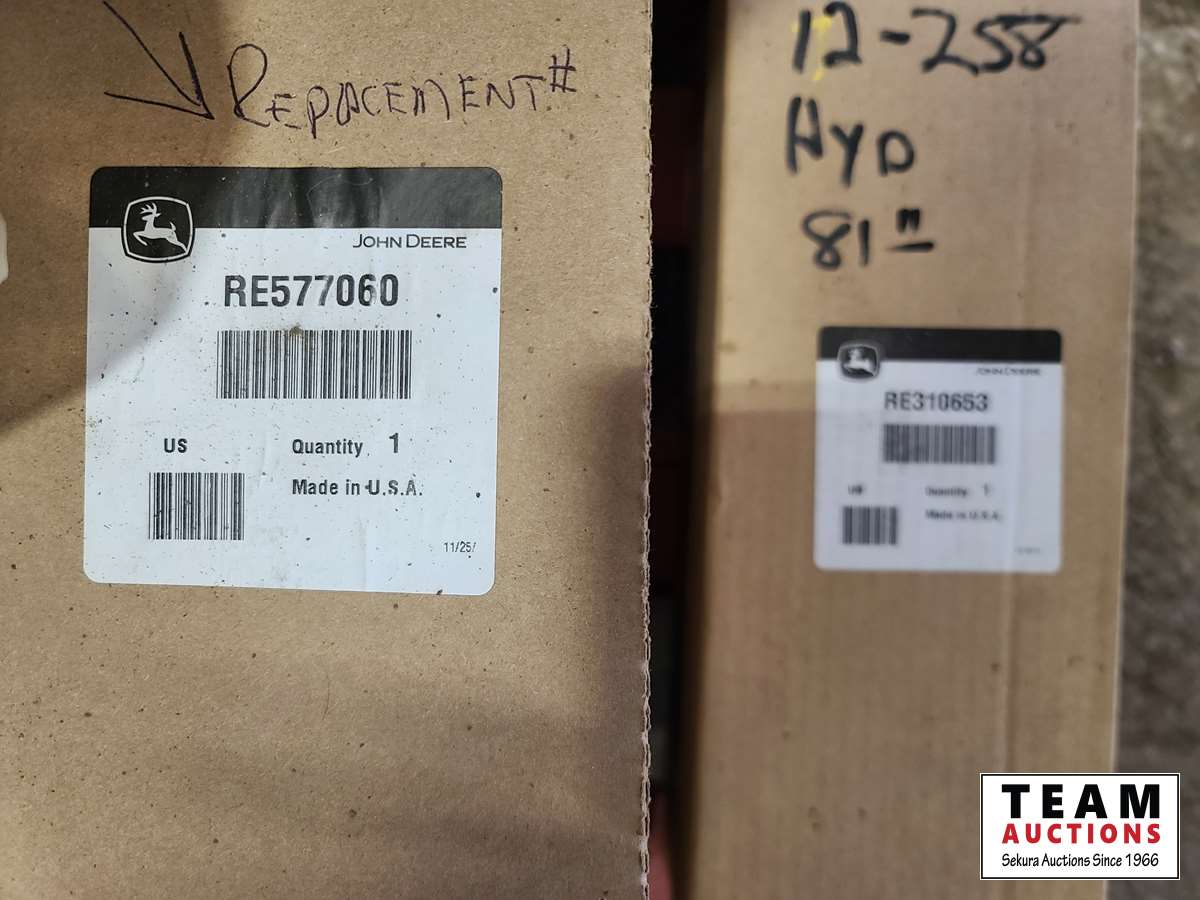 REPACEMENT#
JOHN DEERE
RE577060
US
Quantity 1
Made in U.S.A.
11/25/
12-258
HYD
81"
JOHN DEERE
RE310653
US
Quantity 1
Made in U.S.A.
TEAM
AUCTIONS
Sekura Auctions Since 1966